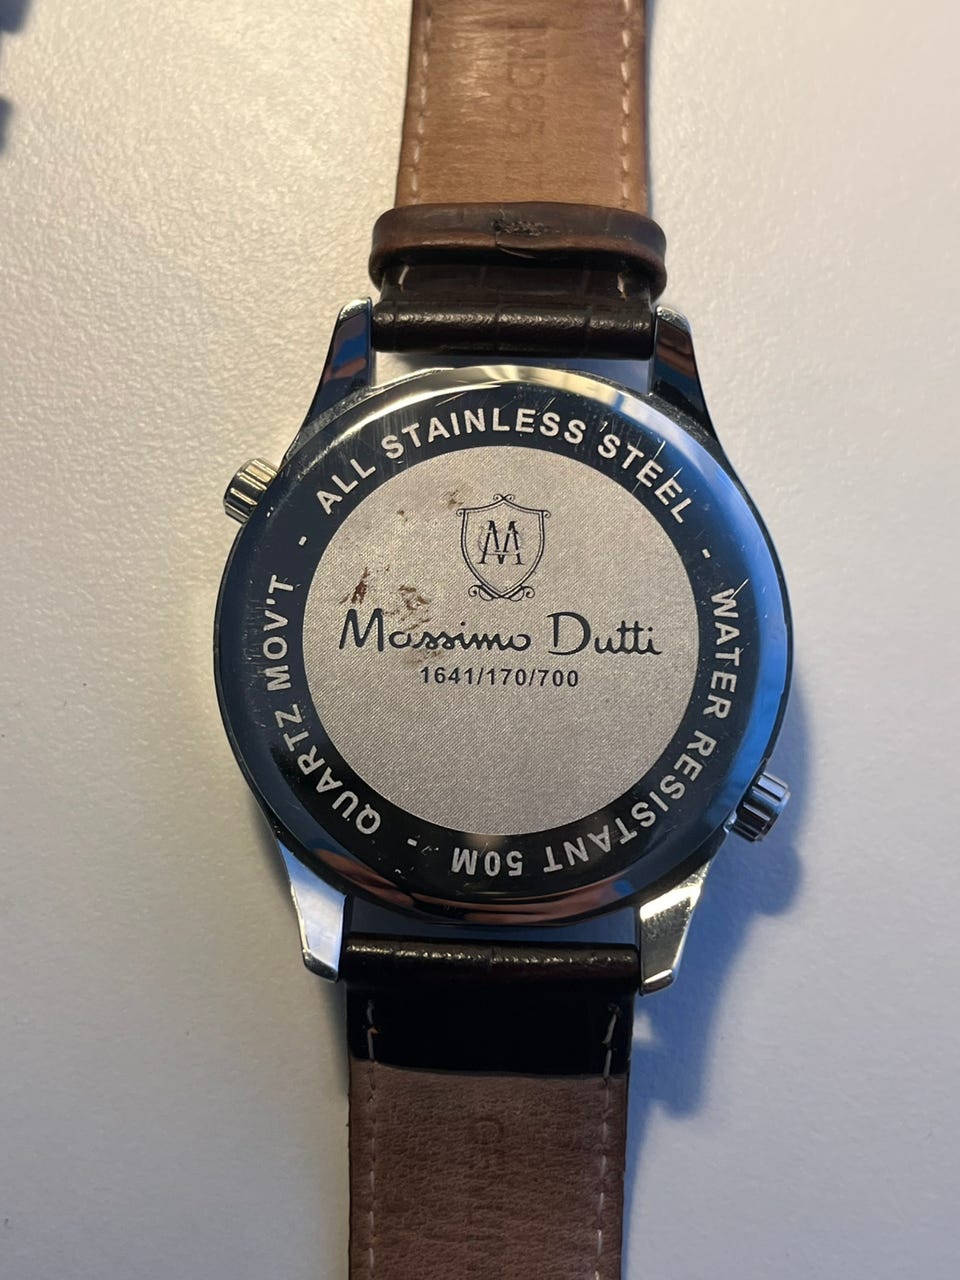 ALL STAINLESS STEEL - WATER RESISTANT 50M - QUARTZ MOV'T -
M
Massimo Dutti
1641/170/700